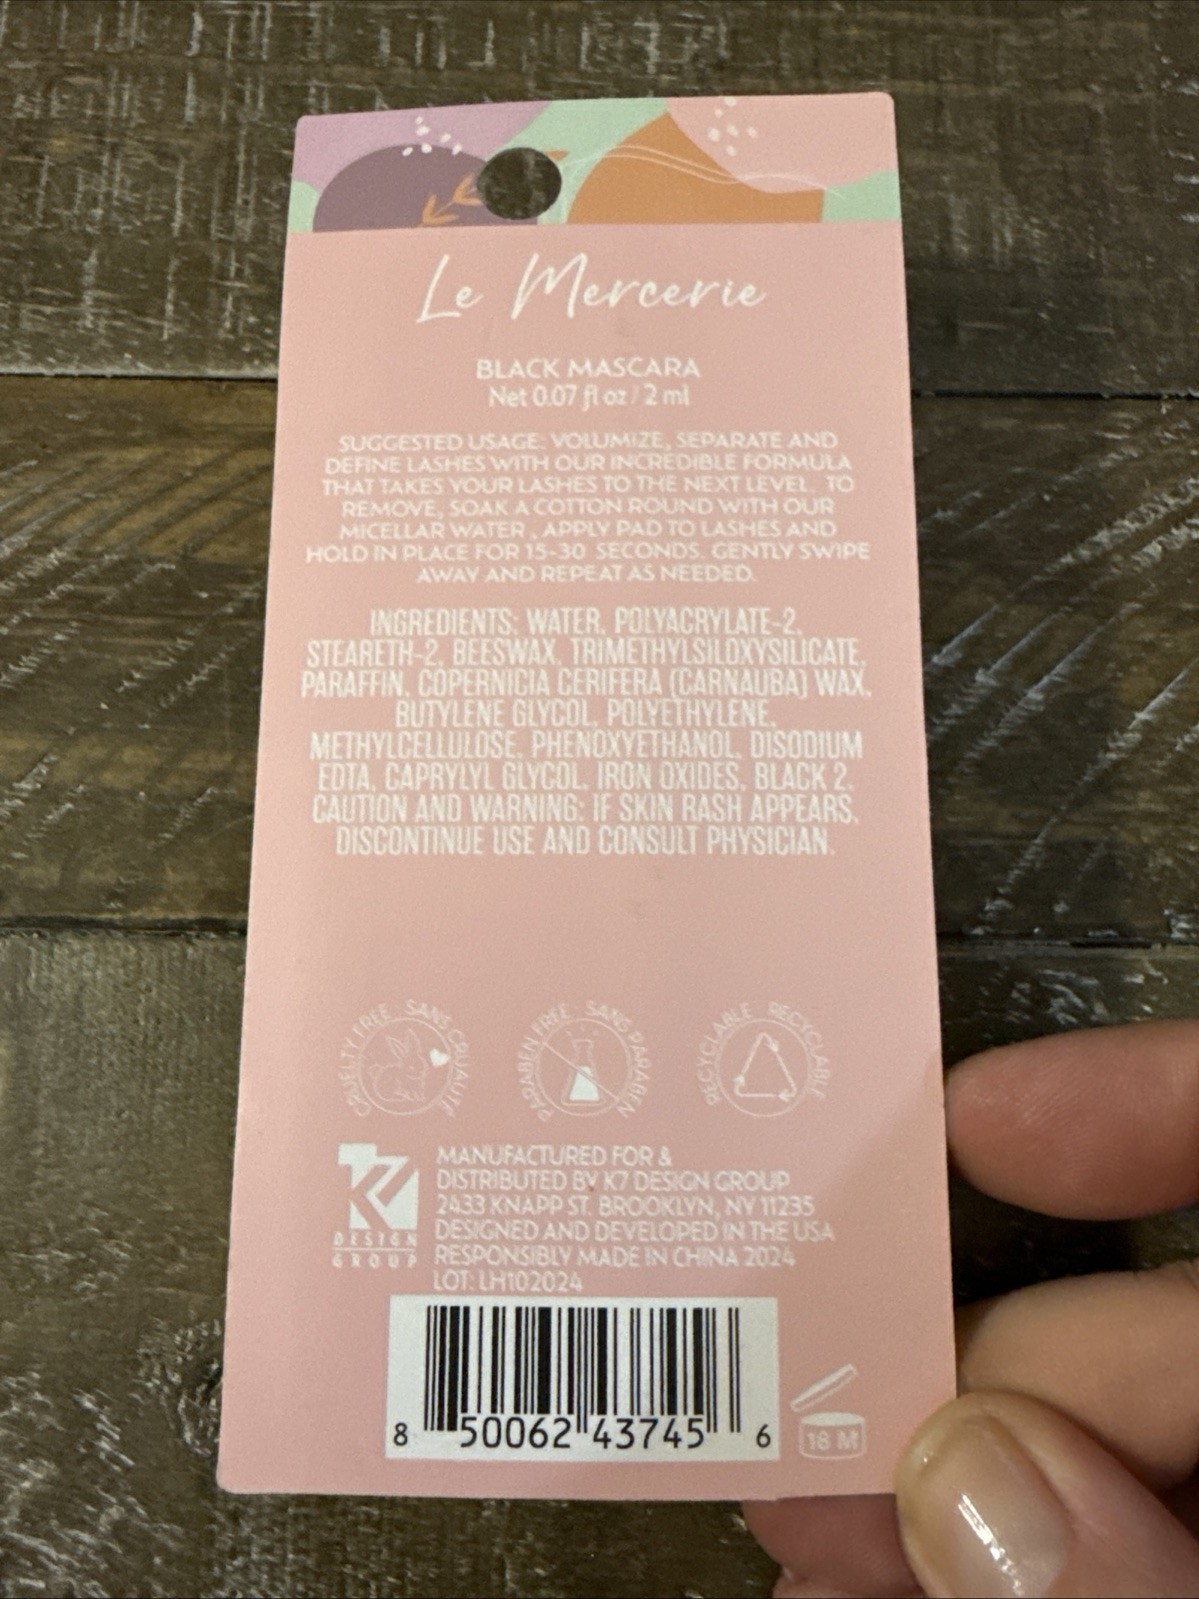 Le Mercerie
BLACK MASCARA
Net 0.07 fl oz / 2 ml
SUGGESTED USAGE: VOLUMIZE, SEPARATE AND
DEFINE LASHES WITH OUR INCREDIBLE FORMULA
THAT TAKES YOUR LASHES TO THE NEXT LEVEL. TO
REMOVE, SOAK A COTTON ROUND WITH OUR
MICELLAR WATER , APPLY PAD TO LASHES AND
HOLD IN PLACE FOR 15-30 SECONDS. GENTLY SWIPE
AWAY AND REPEAT AS NEEDED.
INGREDIENTS: WATER, POLYACRYLATE-2,
STEARETH-2, BEESWAX, TRIMETHYLSILOXYSILICATE,
PARAFFIN, COPERNICIA CERIFERA (CARNAUBA) WAX,
BUTYLENE GLYCOL, POLYETHYLENE,
METHYLCELLULOSE, PHENOXYETHANOL, DISODIUM
EDTA, CAPRYLYL GLYCOL, IRON OXIDES, BLACK 2.
CAUTION AND WARNING: IF SKIN RASH APPEARS,
DISCONTINUE USE AND CONSULT PHYSICIAN.
CRUELTY FREE SANS CRUAUTÉ
PARABEN FREE SANS PARABEN
RECYCLABLE RECYCLABLE
K7
DESIGN
GROUP
MANUFACTURED FOR &
DISTRIBUTED BY K7 DESIGN GROUP
2433 KNAPP ST. BROOKLYN, NY 11235
DESIGNED AND DEVELOPED IN THE USA
RESPONSIBLY MADE IN CHINA 2024
LOT: LH102024
8 50062 43745 6
18 M